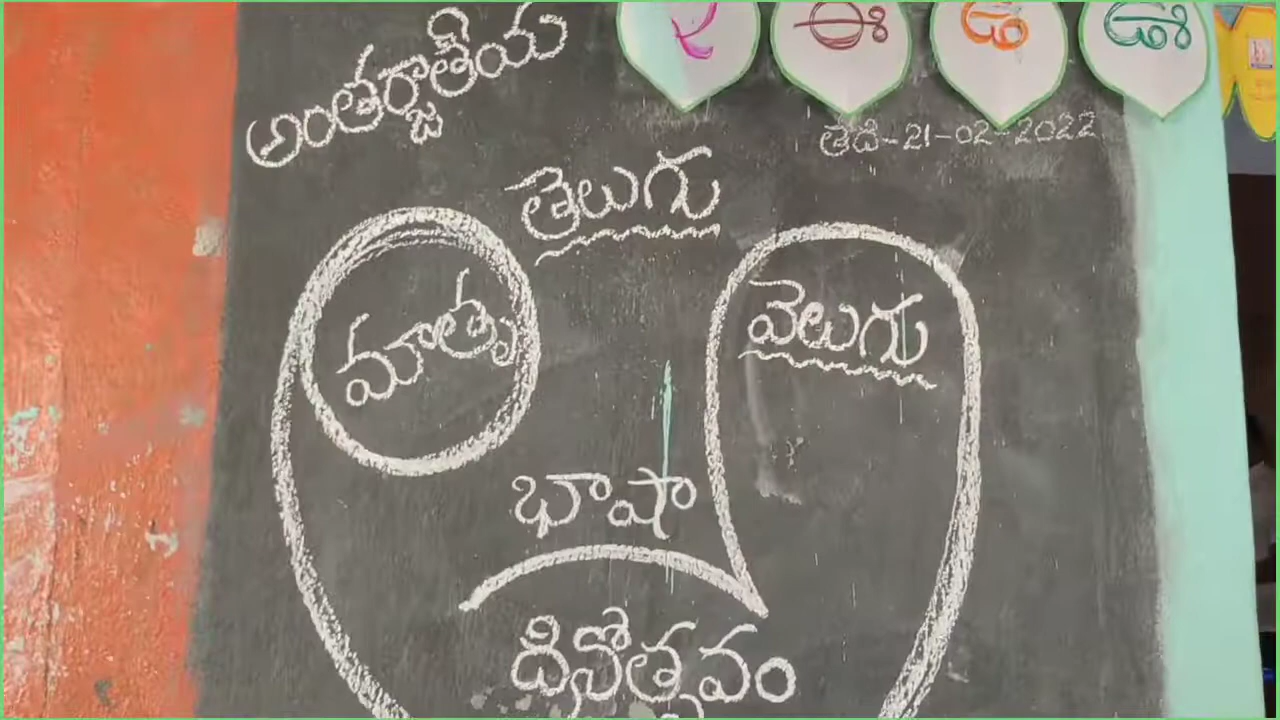 ఇ ఈ ఉ ఊ
అంతర్జాతీయ
తేది-21-02-2022
తెలుగు
మాతృ
వెలుగు
భాషా
దినోత్సవం